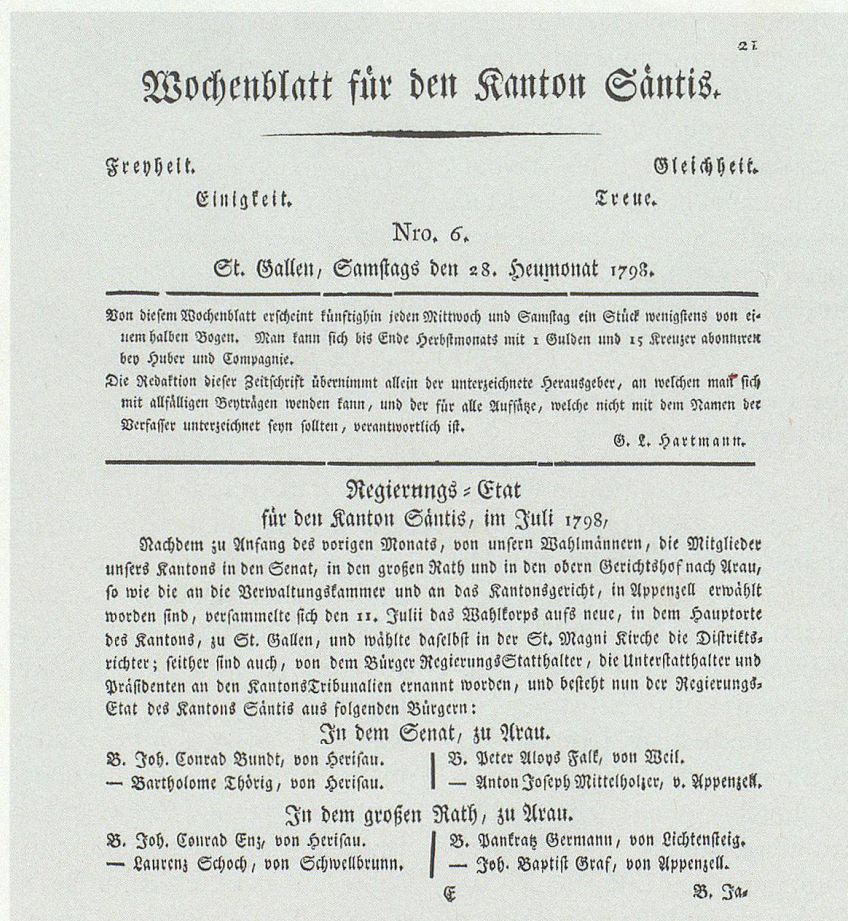 21
Wochenblatt für den Kanton Säntis.
Freyheit. Gleichheit.
Einigkeit. Treue.
Nro. 6.
St. Gallen, Samstags den 28. Heumonat 1798.
Von diesem Wochenblatt erscheint künftighin jeden Mittwoch und Samstag ein Stück wenigstens von ei-
nem halben Bogen. Man kann sich bis Ende Herbstmonats mit 1 Gulden und 15 Kreuzer abonniren
bey Huber und Compagnie.
Die Redaktion dieser Zeitschrift übernimmt allein der unterzeichnete Herausgeber, an welchen man sich
mit allfälligen Beyträgen wenden kann, und der für alle Aufsätze, welche nicht mit dem Namen der
Verfasser unterzeichnet seyn sollten, verantwortlich ist.
G. L. Hartmann.
Regierungs-Etat
für den Kanton Säntis, im Juli 1798,
Nachdem zu Anfang des vorigen Monats, von unsern Wahlmännern, die Mitglieder
unsers Kantons in den Senat, in den großen Rath und in den obern Gerichtshof nach Arau,
so wie die an die Verwaltungskammer und an das Kantonsgericht, in Appenzell erwählt
worden sind, versammelte sich den 11. Julii das Wahlkorps aufs neue, in dem Hauptorte
des Kantons, zu St. Gallen, und wählte daselbst in der St. Magni Kirche die Distrikts-
richter; seither sind auch, von dem Bürger RegierungsStatthalter, die Unterstatthalter und
Präsidenten an den KantonsTribunalien ernannt worden, und besteht nun der Regierungs-
Etat des Kantons Säntis aus folgenden Bürgern:
In dem Senat, zu Arau.
B. Joh. Conrad Bundt, von Herisau.
— Bartholome Thörig, von Herisau.
B. Peter Aloys Falk, von Weil.
— Anton Joseph Mittelholzer, v. Appenzell.
In dem großen Rath, zu Arau.
B. Joh. Conrad Enz, von Herisau.
— Laurenz Schoch, von Schwellbrunn.
B. Pankratz Germann, von Lichtensteig.
— Joh. Baptist Graf, von Appenzell.
E
B. Ja-